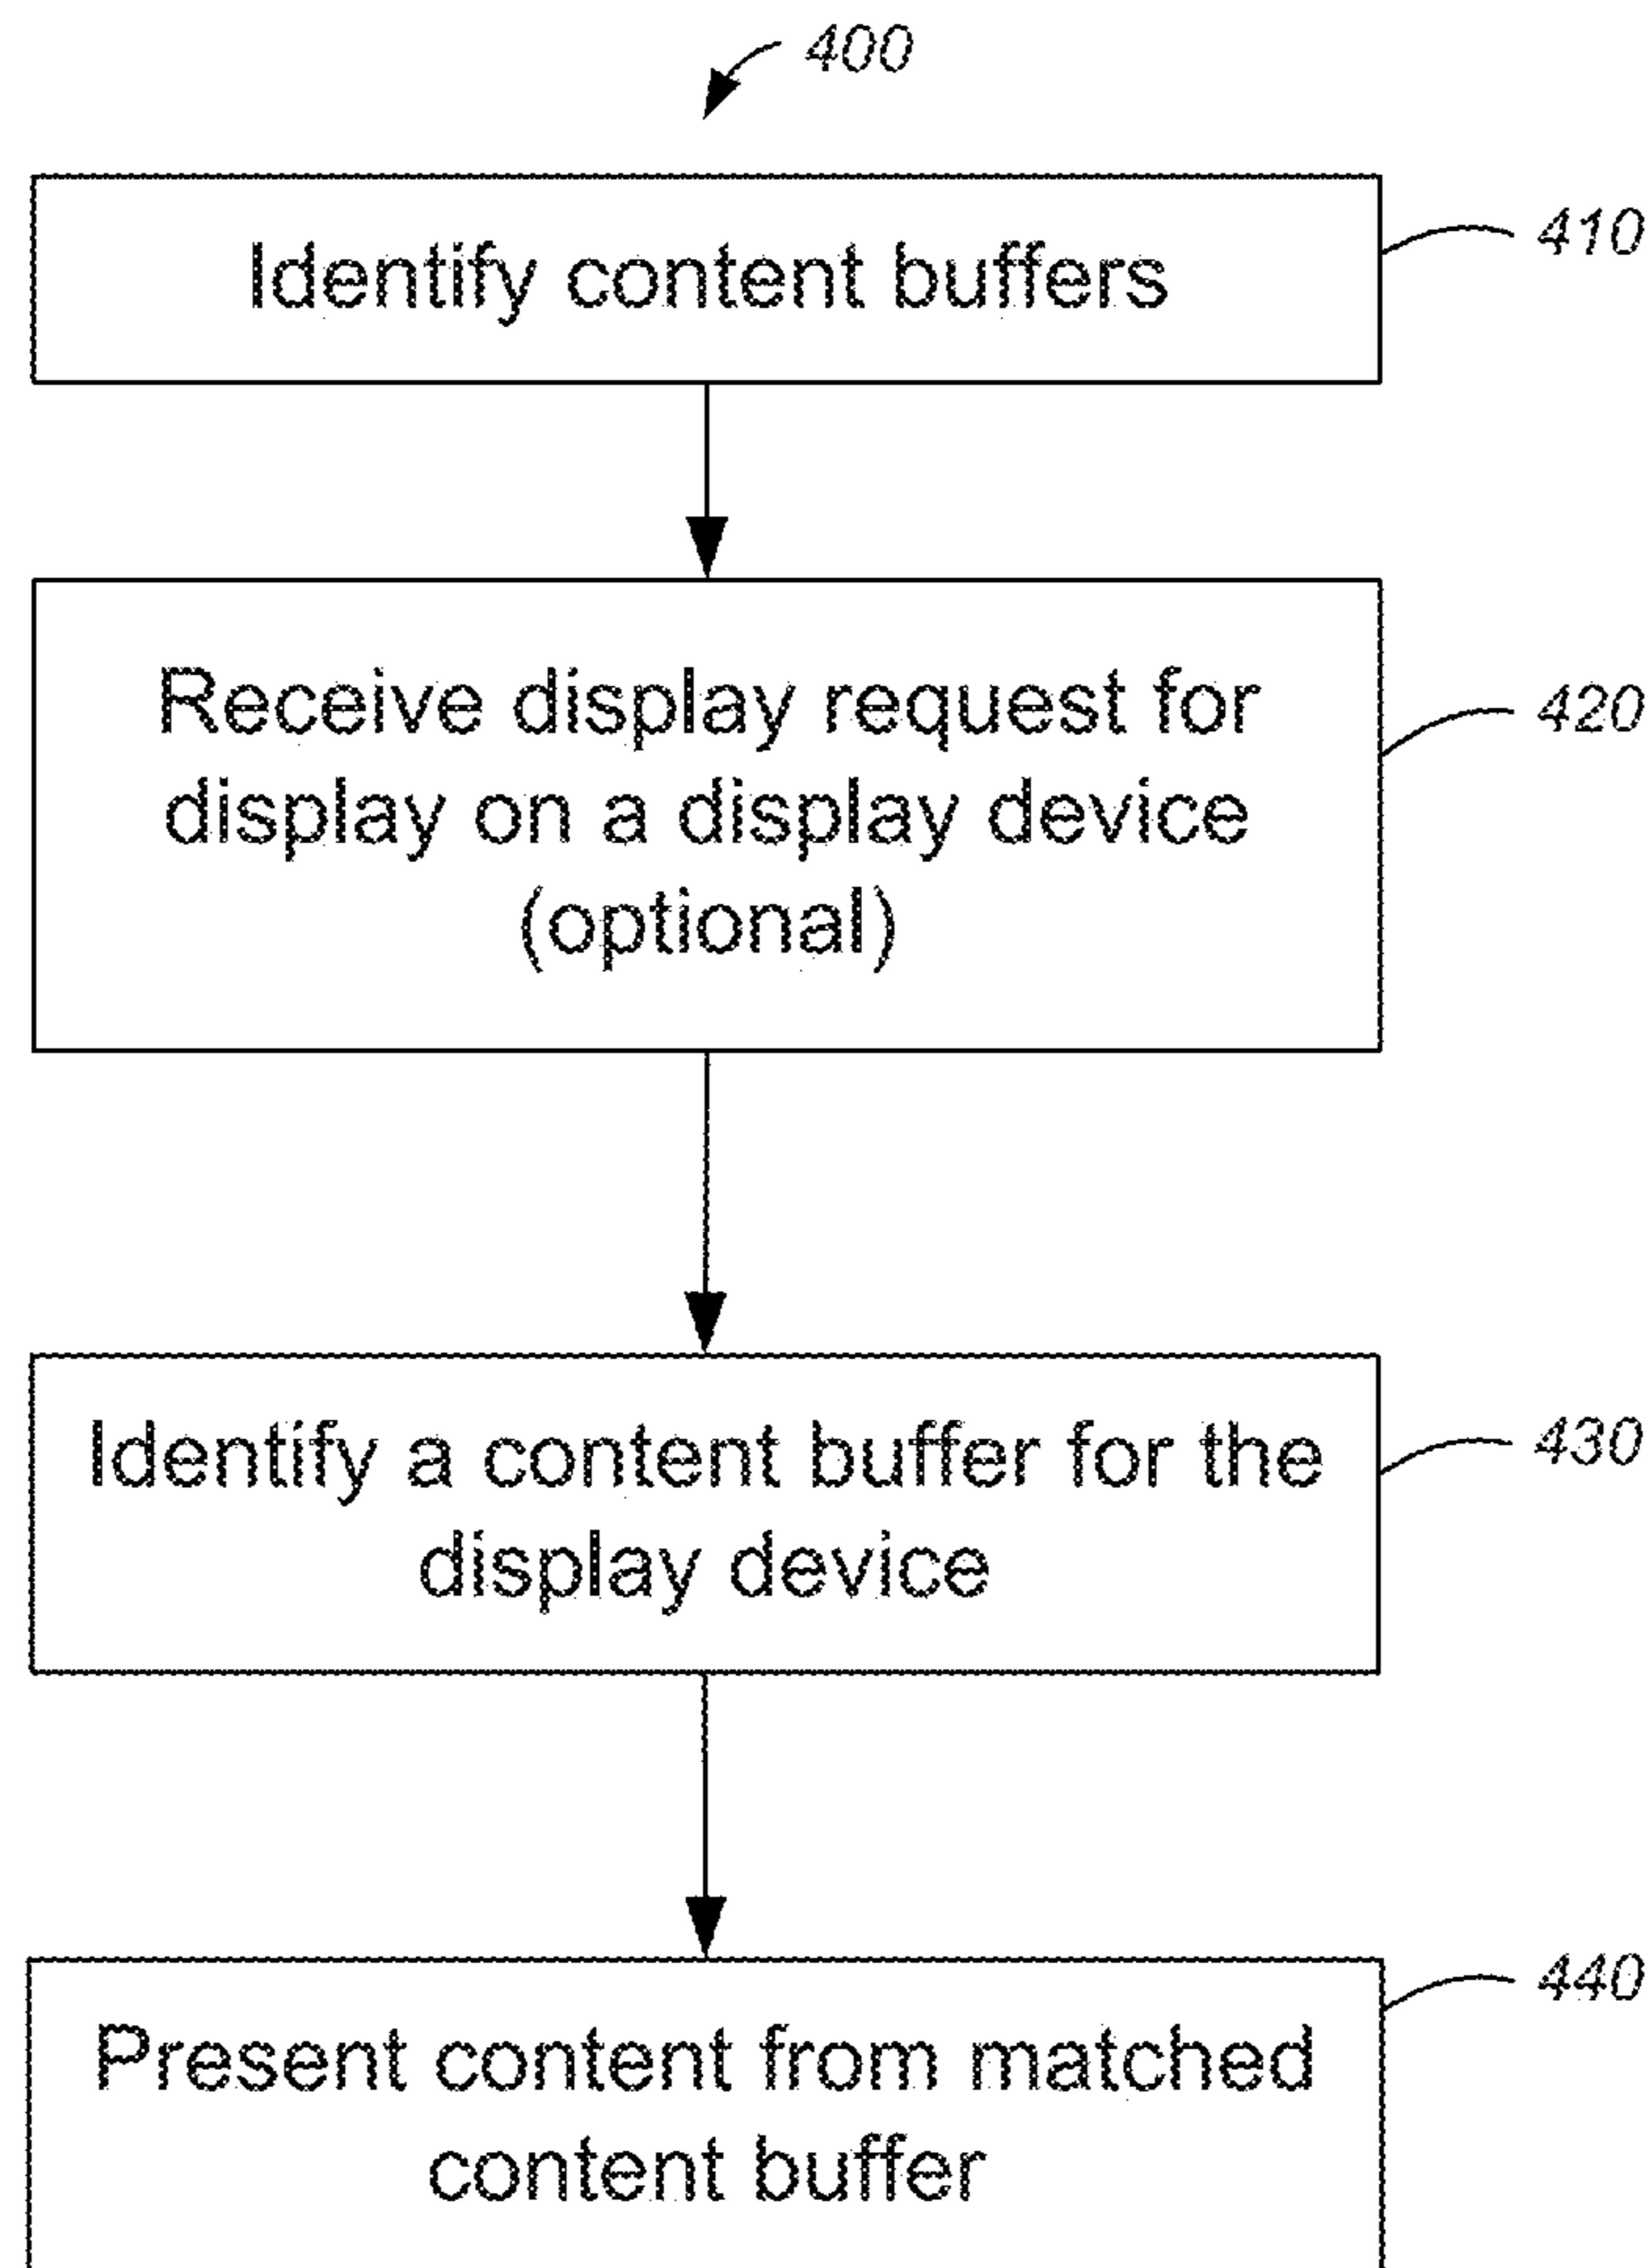 400
Identify content buffers
410
Receive display request for
display on a display device
(optional)
420
Identify a content buffer for the
display device
430
Present content from matched
content buffer
440